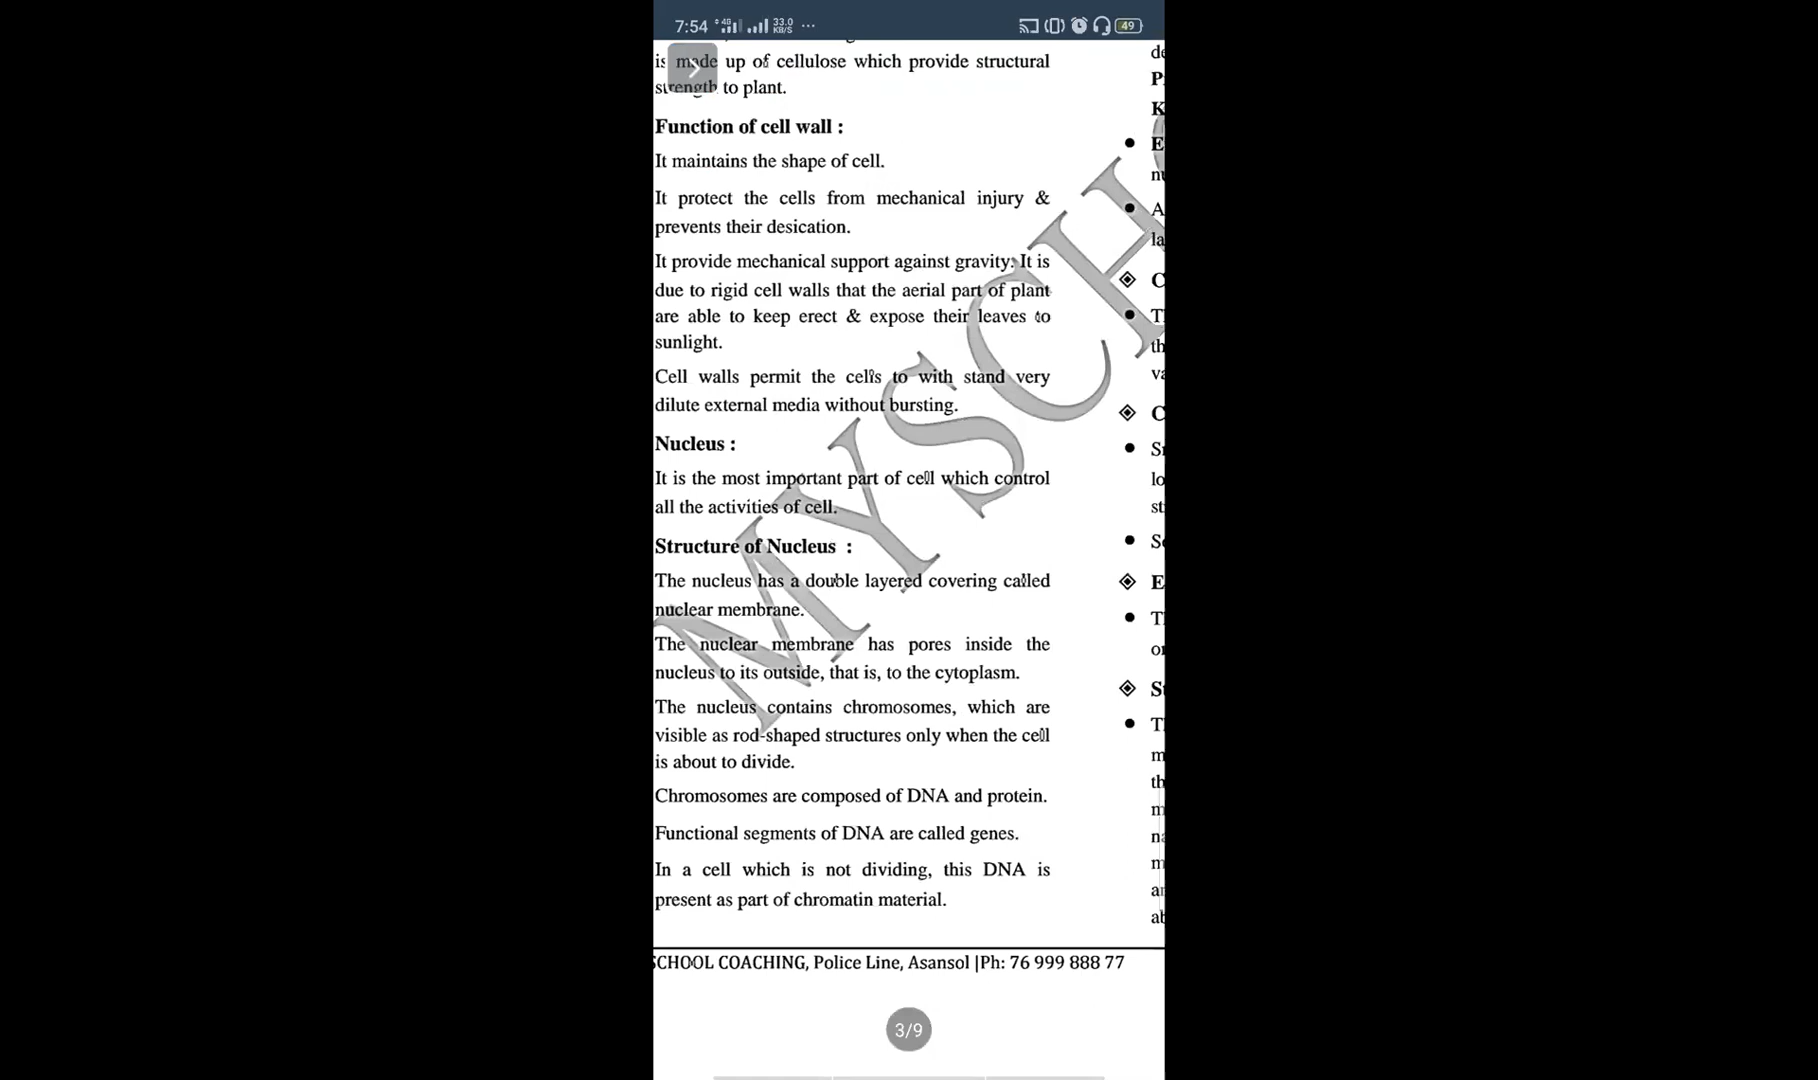 7:54 4G 33.0 KB/S ... 49
is made up of cellulose which provide structural
strength to plant.
Function of cell wall :
It maintains the shape of cell.
It protect the cells from mechanical injury &
prevents their desication.
It provide mechanical support against gravity. It is
due to rigid cell walls that the aerial part of plant
are able to keep erect & expose their leaves to
sunlight.
Cell walls permit the cells to with stand very
dilute external media without bursting.
Nucleus :
It is the most important part of cell which control
all the activities of cell.
Structure of Nucleus :
The nucleus has a double layered covering called
nuclear membrane.
The nuclear membrane has pores inside the
nucleus to its outside, that is, to the cytoplasm.
The nucleus contains chromosomes, which are
visible as rod-shaped structures only when the cell
is about to divide.
Chromosomes are composed of DNA and protein.
Functional segments of DNA are called genes.
In a cell which is not dividing, this DNA is
present as part of chromatin material.
MYSCH
SCHOOL COACHING, Police Line, Asansol |Ph: 76 999 888 77
3/9